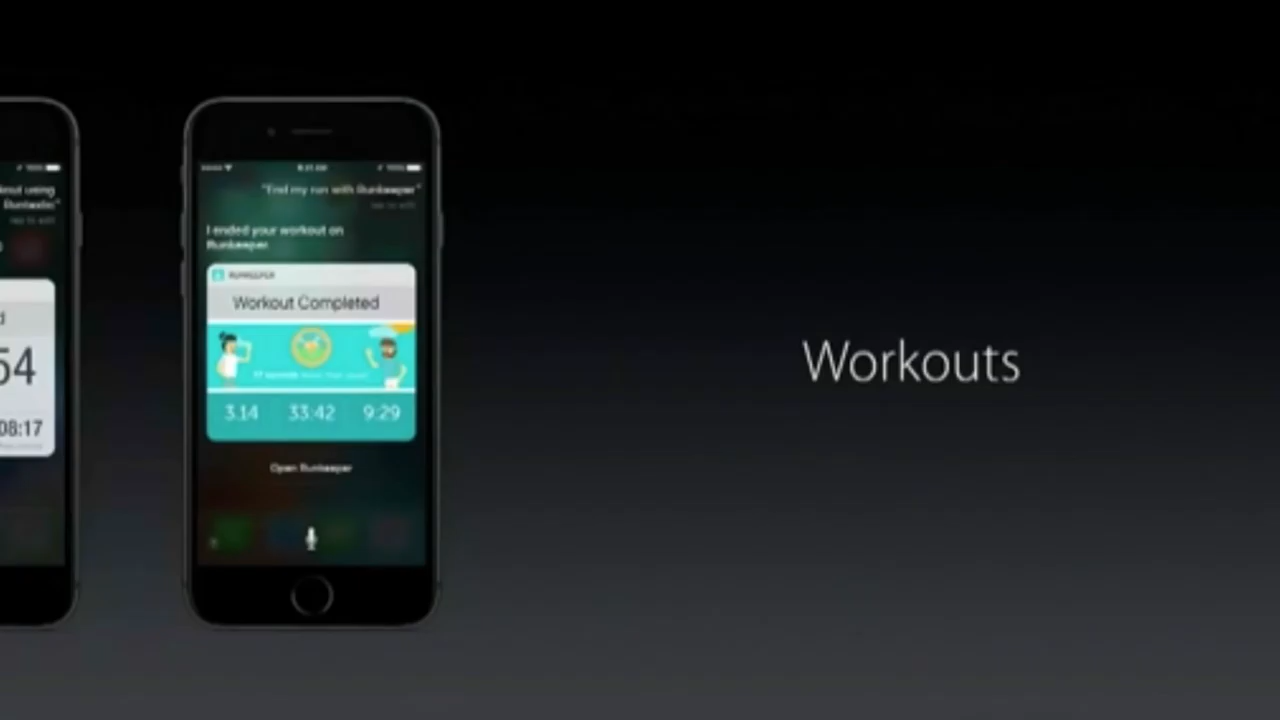 54
08:17
"End my run with Runkeeper"
I ended your workout on
Runkeeper.
RUNKEEPER
Workout Completed
3.14 33:42 9:29
Open Runkeeper
Workouts